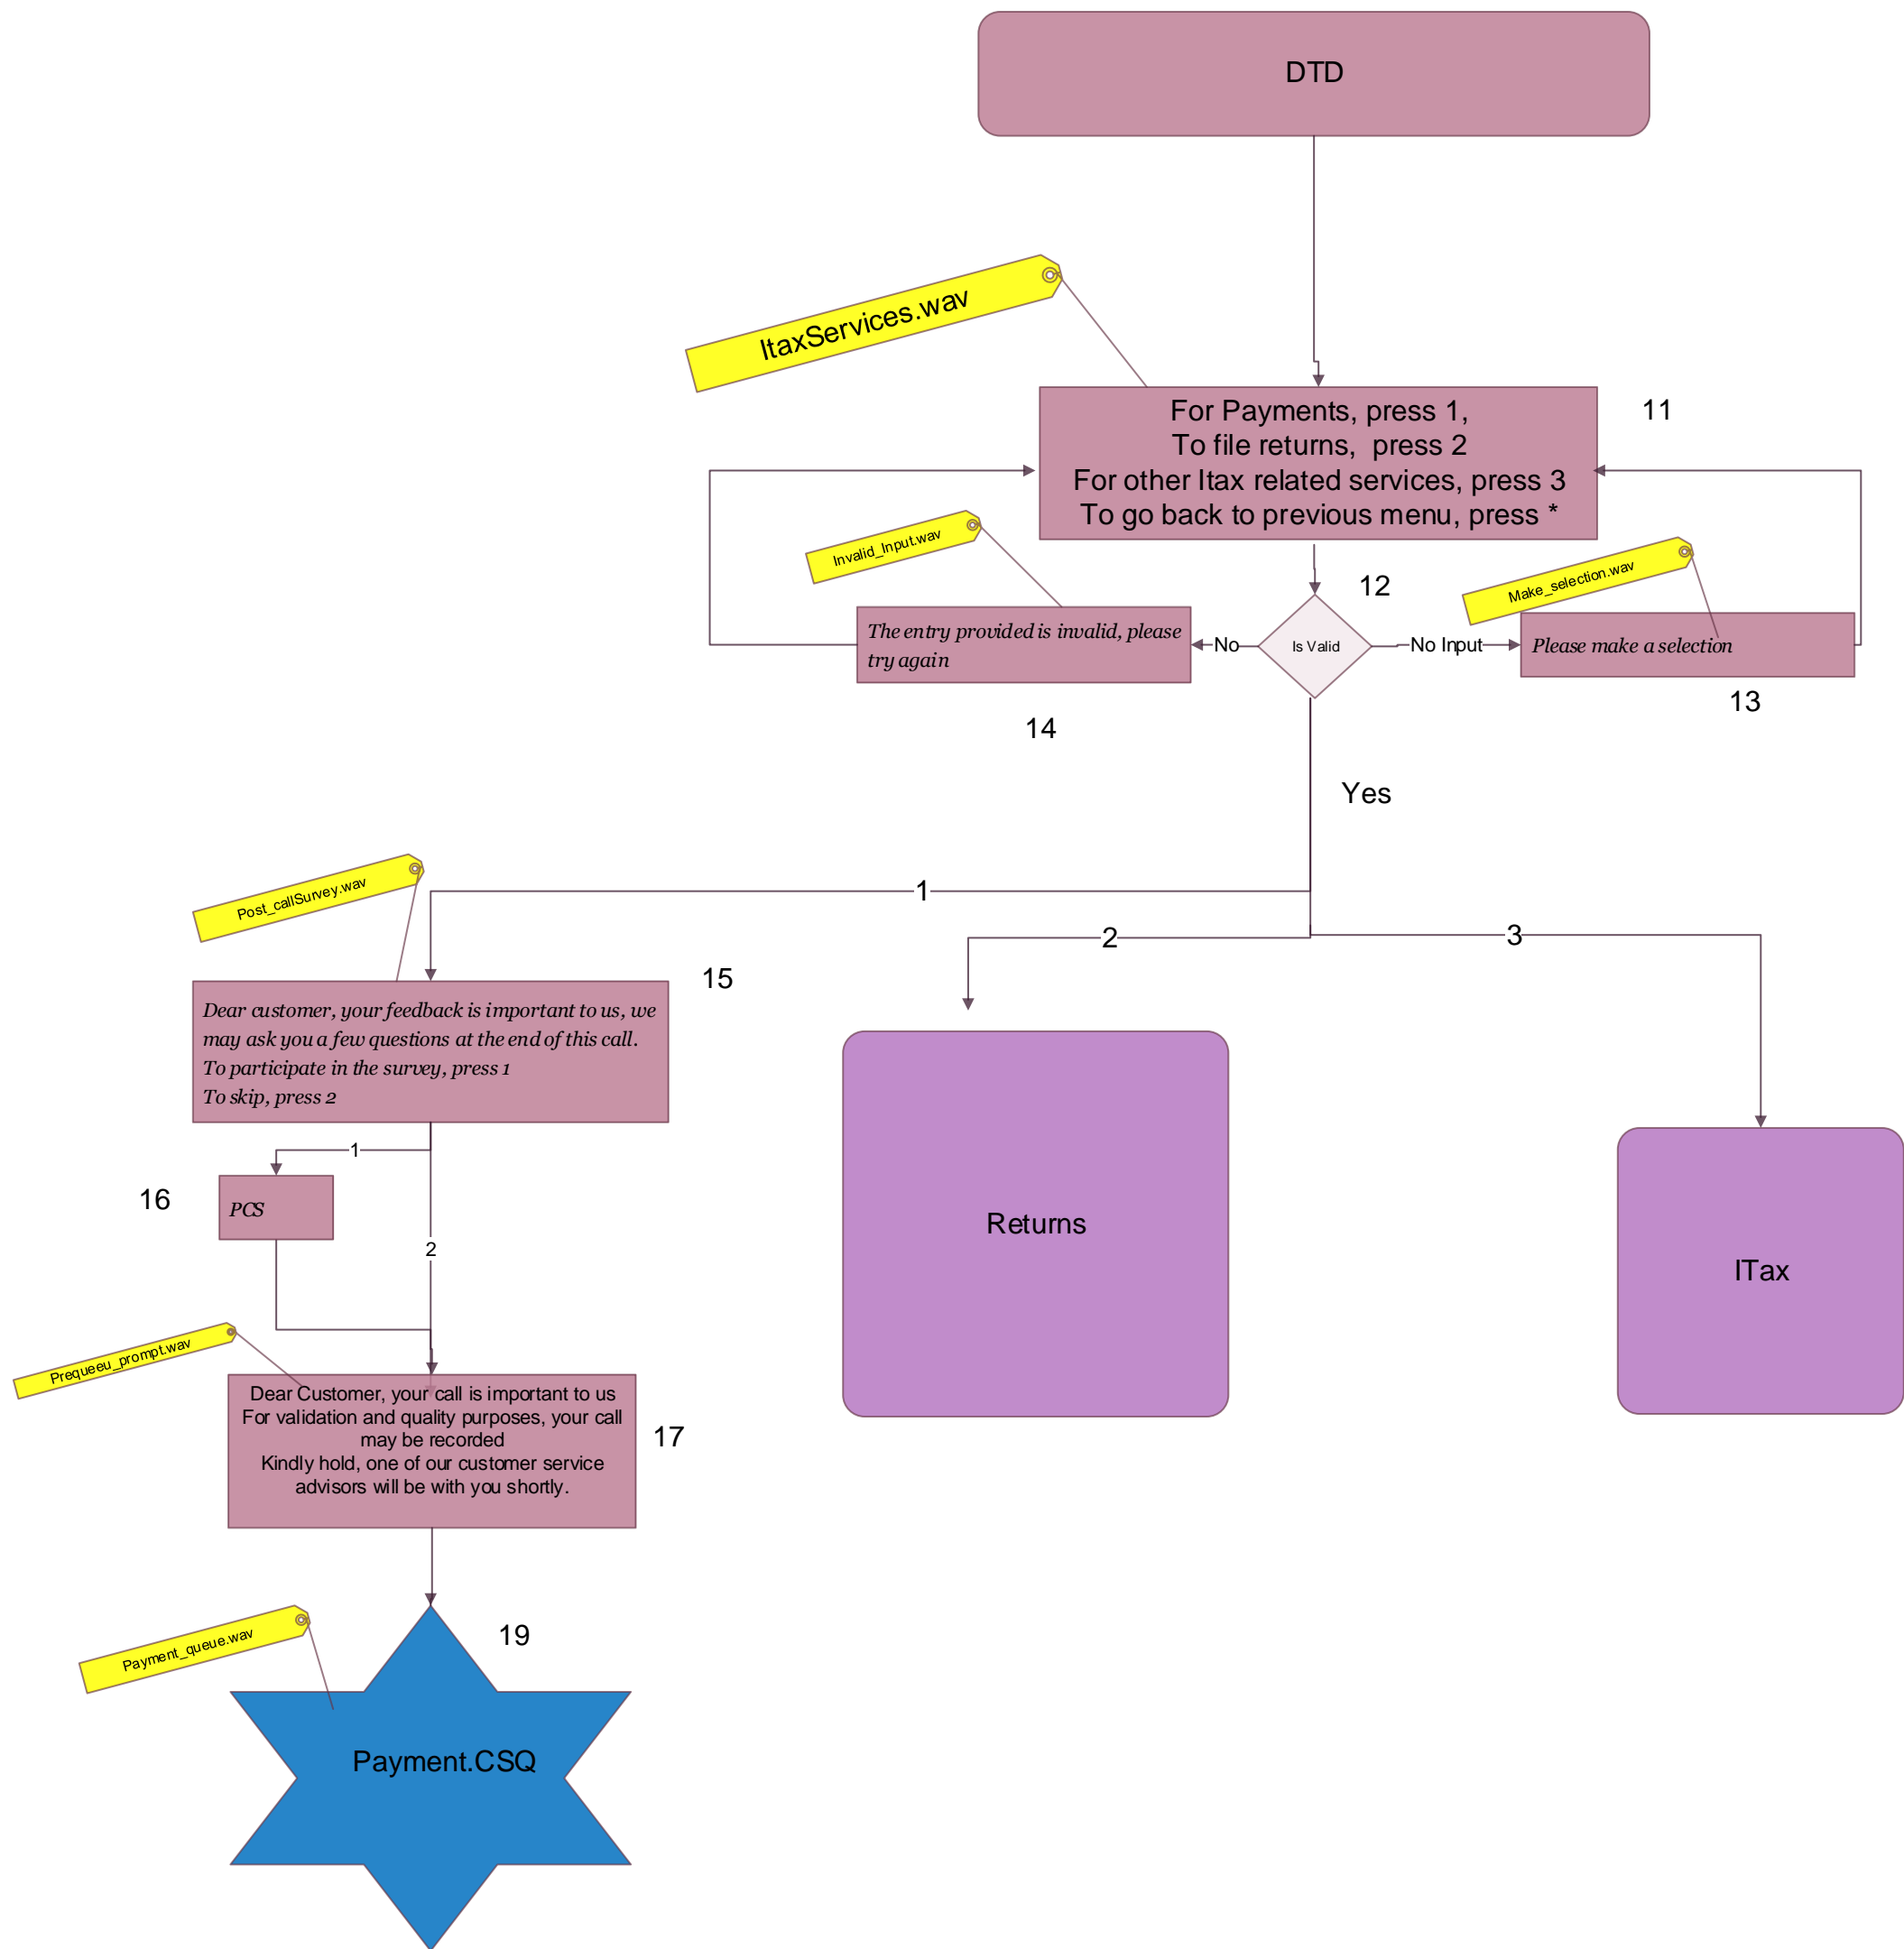 DTD
ItaxServices.wav
For Payments, press 1,
To file returns,  press 2
For other Itax related services, press 3
To go back to previous menu, press *
11
Invalid_Input.wav
Make_selection.wav
12
The entry provided is invalid, please
try again
No
Is Valid
No Input
Please make a selection
13
14
Yes
Post_callSurvey.wav
1
2
3
15
Dear customer, your feedback is important to us, we
may ask you a few questions at the end of this call.
To participate in the survey, press 1
To skip, press 2
1
16
PCS
2
Returns
ITax
Prequeeu_prompt.wav
Dear Customer, your call is important to us
For validation and quality purposes, your call
may be recorded
Kindly hold, one of our customer service
advisors will be with you shortly.
17
Payment_queue.wav
19
Payment.CSQ